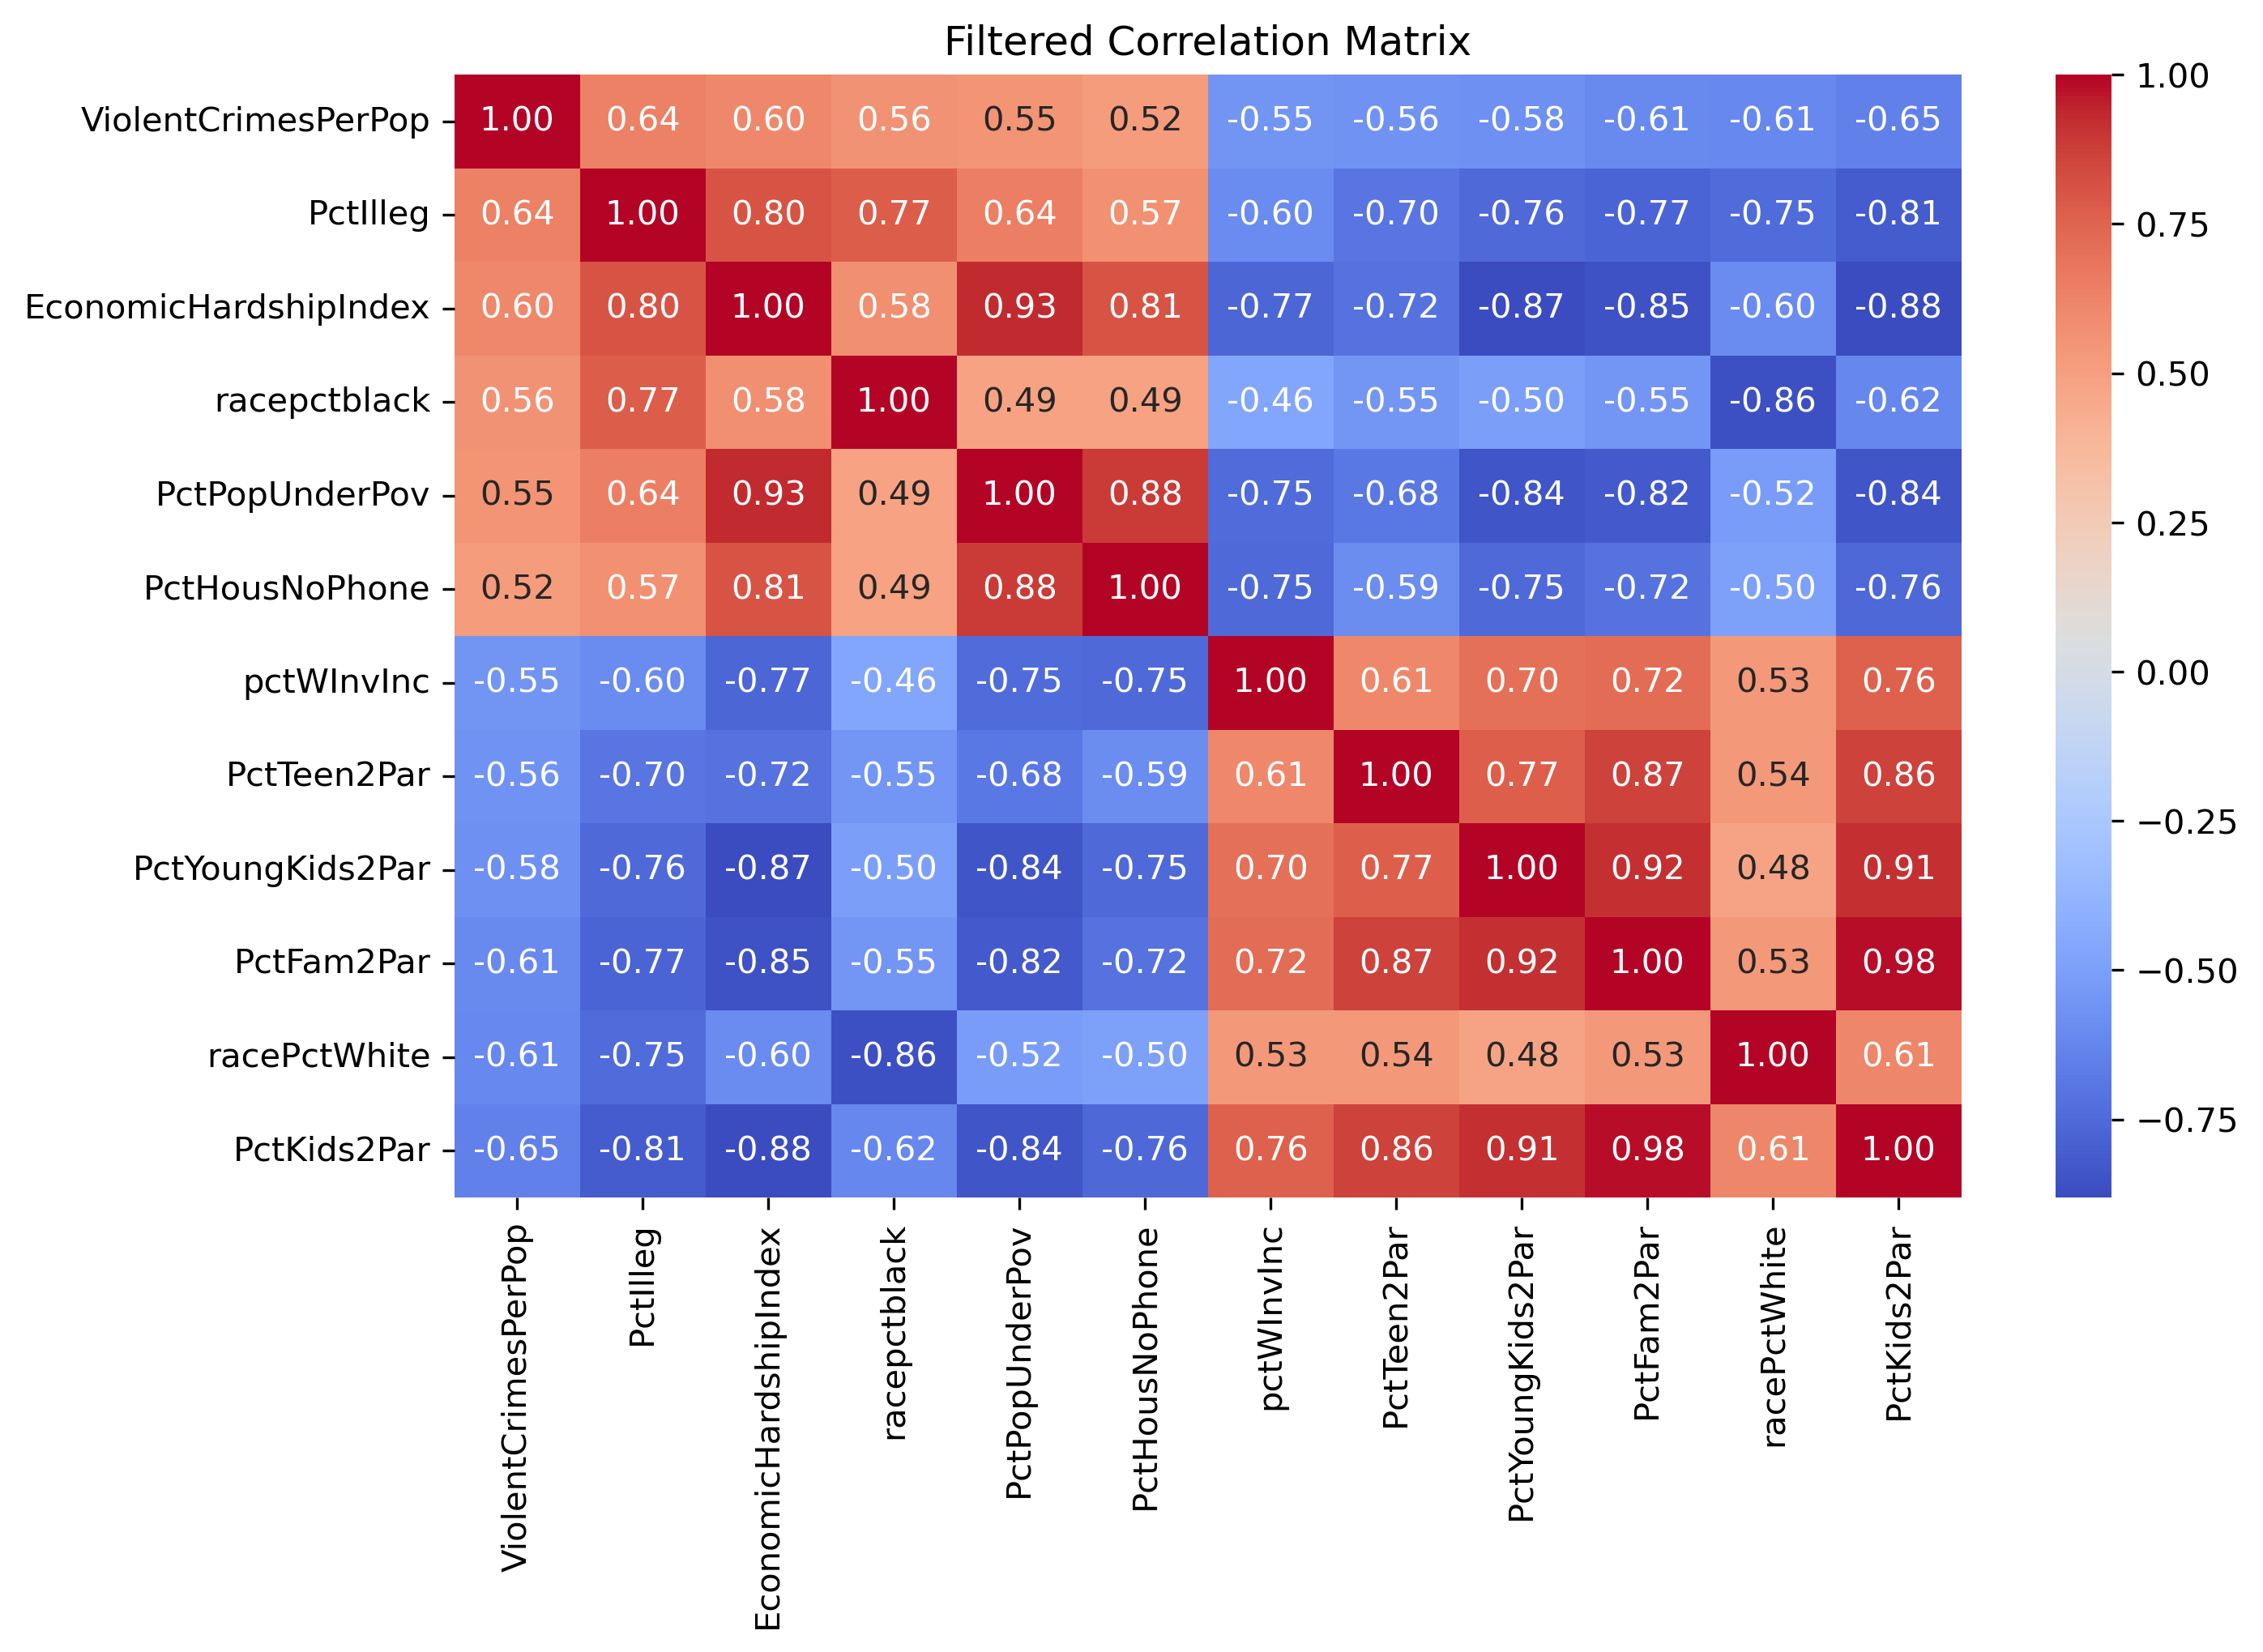 Filtered Correlation Matrix
ViolentCrimesPerPop 1.00 0.64 0.60 0.56 0.55 0.52 -0.55 -0.56 -0.58 -0.61 -0.61 -0.65
PctIlleg 0.64 1.00 0.80 0.77 0.64 0.57 -0.60 -0.70 -0.76 -0.77 -0.75 -0.81
EconomicHardshipIndex 0.60 0.80 1.00 0.58 0.93 0.81 -0.77 -0.72 -0.87 -0.85 -0.60 -0.88
racepctblack 0.56 0.77 0.58 1.00 0.49 0.49 -0.46 -0.55 -0.50 -0.55 -0.86 -0.62
PctPopUnderPov 0.55 0.64 0.93 0.49 1.00 0.88 -0.75 -0.68 -0.84 -0.82 -0.52 -0.84
PctHousNoPhone 0.52 0.57 0.81 0.49 0.88 1.00 -0.75 -0.59 -0.75 -0.72 -0.50 -0.76
pctWInvInc -0.55 -0.60 -0.77 -0.46 -0.75 -0.75 1.00 0.61 0.70 0.72 0.53 0.76
PctTeen2Par -0.56 -0.70 -0.72 -0.55 -0.68 -0.59 0.61 1.00 0.77 0.87 0.54 0.86
PctYoungKids2Par -0.58 -0.76 -0.87 -0.50 -0.84 -0.75 0.70 0.77 1.00 0.92 0.48 0.91
PctFam2Par -0.61 -0.77 -0.85 -0.55 -0.82 -0.72 0.72 0.87 0.92 1.00 0.53 0.98
racePctWhite -0.61 -0.75 -0.60 -0.86 -0.52 -0.50 0.53 0.54 0.48 0.53 1.00 0.61
PctKids2Par -0.65 -0.81 -0.88 -0.62 -0.84 -0.76 0.76 0.86 0.91 0.98 0.61 1.00
ViolentCrimesPerPop
PctIlleg
EconomicHardshipIndex
racepctblack
PctPopUnderPov
PctHousNoPhone
pctWInvInc
PctTeen2Par
PctYoungKids2Par
PctFam2Par
racePctWhite
PctKids2Par
1.00
0.75
0.50
0.25
0.00
−0.25
−0.50
−0.75